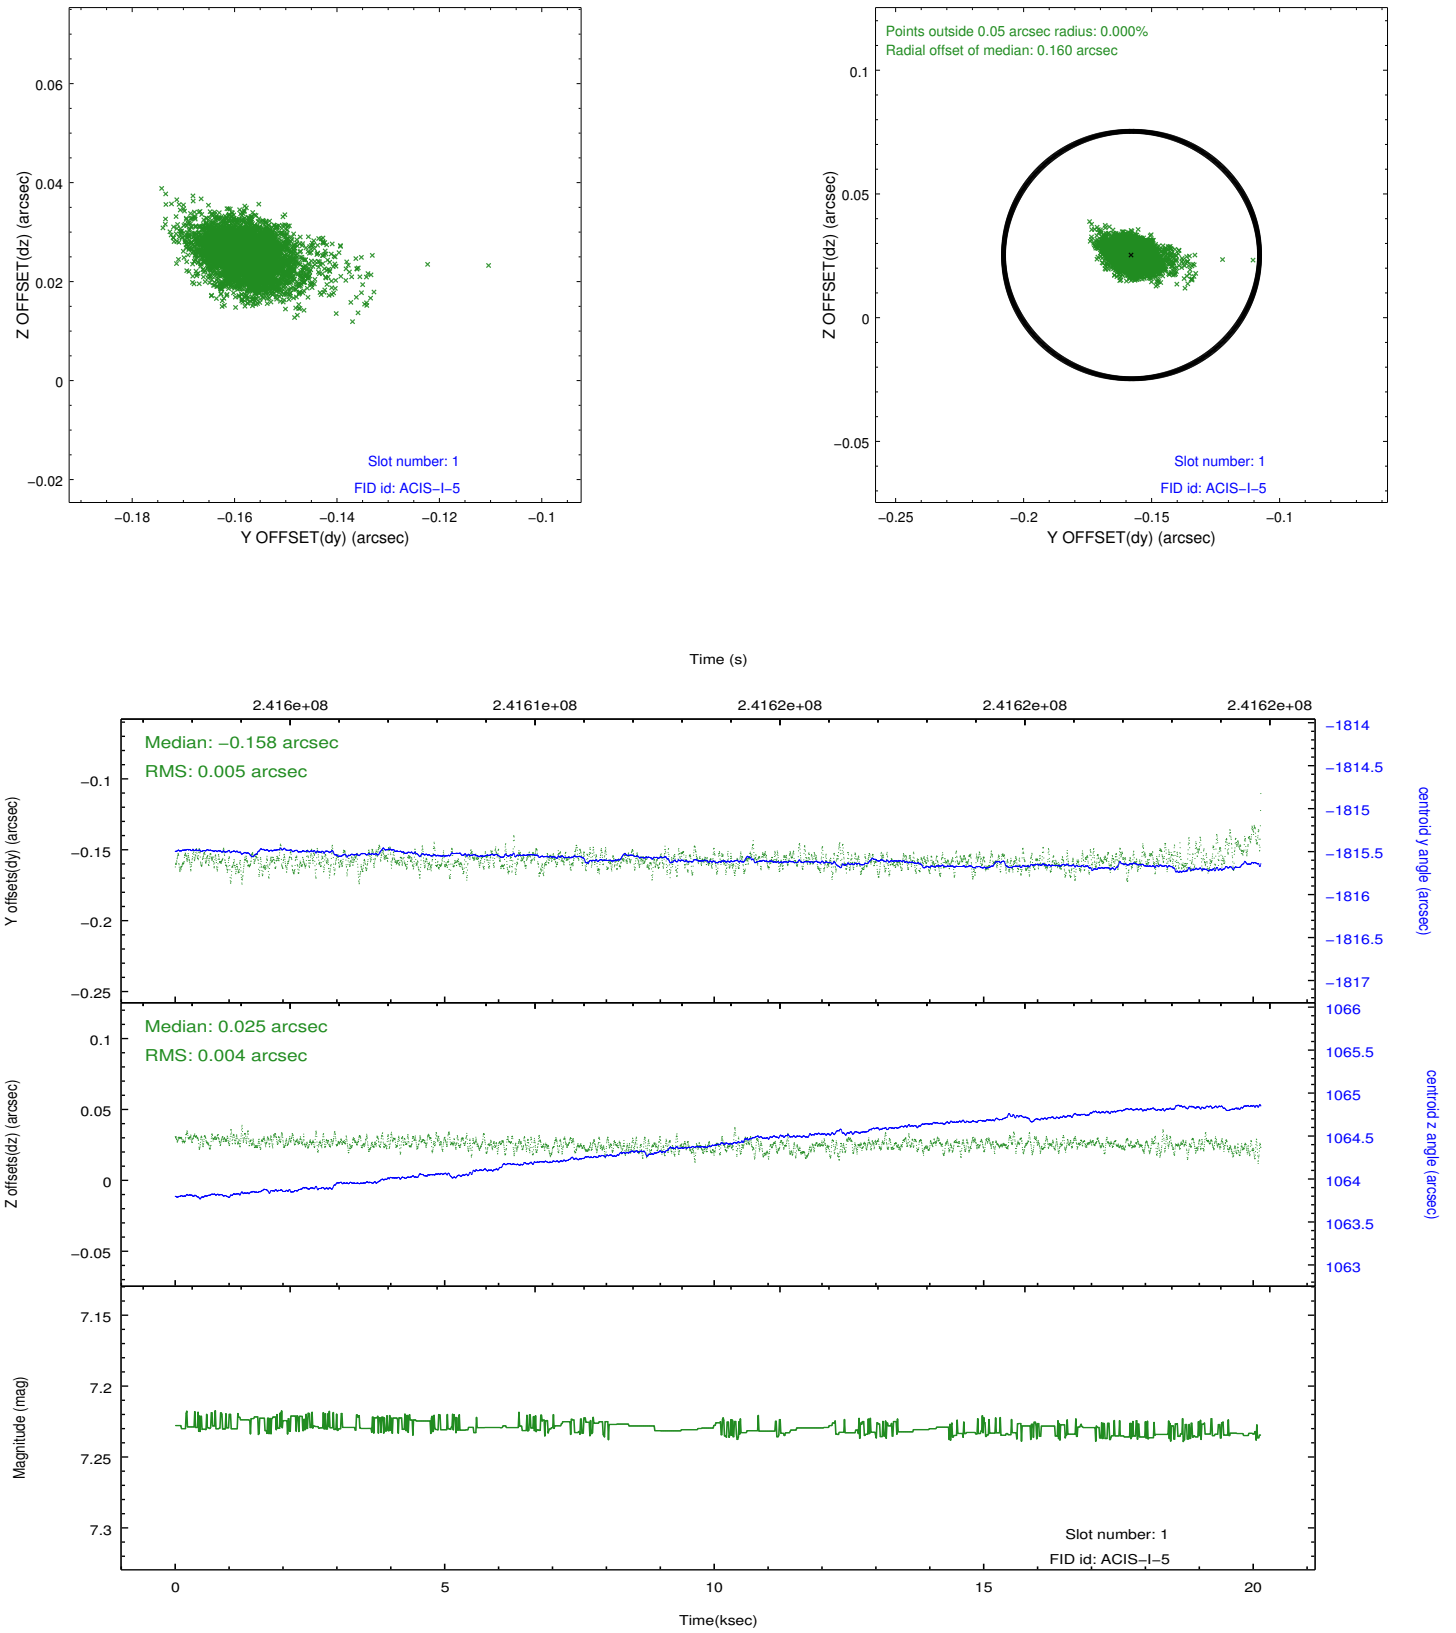 0.06
0.04
0.02
0
−0.02
Z OFFSET(dz) (arcsec)
Slot number: 1
FID id: ACIS−I−5
−0.18 −0.16 −0.14 −0.12 −0.1
Y OFFSET(dy) (arcsec)
Points outside 0.05 arcsec radius: 0.000%
Radial offset of median: 0.160 arcsec
0.1
0.05
0
−0.05
Z OFFSET(dz) (arcsec)
Slot number: 1
FID id: ACIS−I−5
−0.25 −0.2 −0.15 −0.1
Y OFFSET(dy) (arcsec)
Time (s)
2.416e+08 2.4161e+08 2.4162e+08 2.4162e+08 2.4162e+08
Median: −0.158 arcsec
RMS: 0.005 arcsec
−0.1
−0.15
−0.2
−0.25
Y offsets(dy) (arcsec)
−1814
−1814.5
−1815
−1815.5
−1816
−1816.5
−1817
centroid y angle (arcsec)
Median: 0.025 arcsec
RMS: 0.004 arcsec
0.1
0.05
0
−0.05
Z offsets(dz) (arcsec)
1066
1065.5
1065
1064.5
1064
1063.5
1063
centroid z angle (arcsec)
7.15
7.2
7.25
7.3
Magnitude (mag)
Slot number: 1
FID id: ACIS−I−5
0 5 10 15 20
Time(ksec)